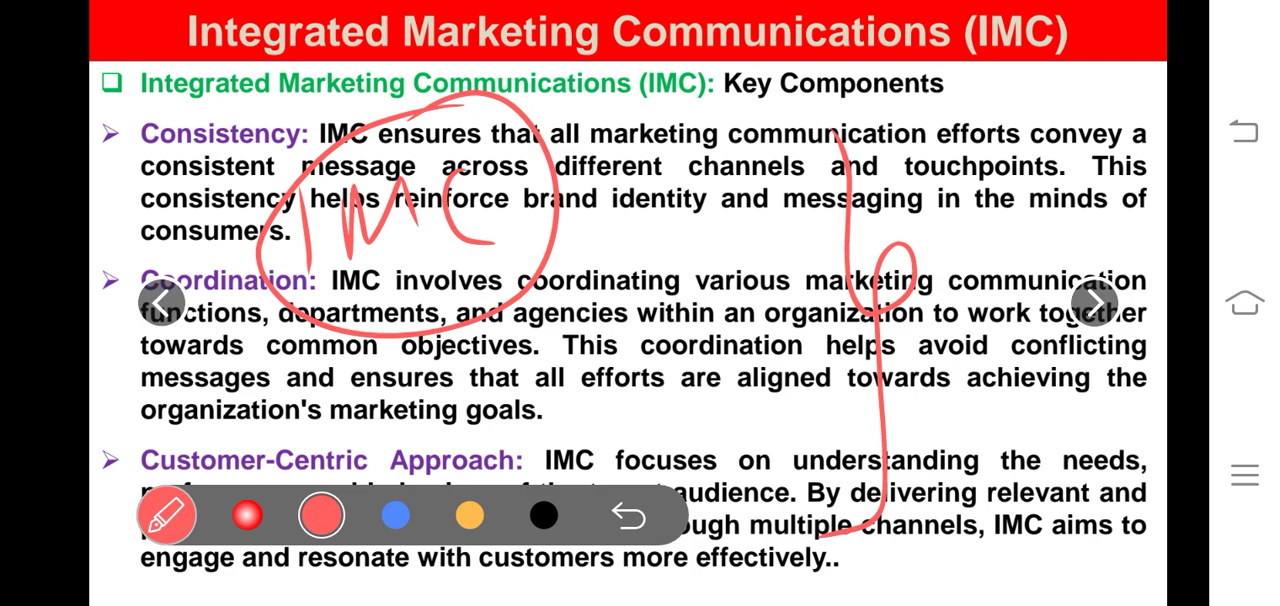 Integrated Marketing Communications (IMC)
Integrated Marketing Communications (IMC): Key Components
Consistency: IMC ensures that all marketing communication efforts convey a
consistent message across different channels and touchpoints. This
consistency helps reinforce brand identity and messaging in the minds of
consumers.
IMC
Coordination: IMC involves coordinating various marketing communication
functions, departments, and agencies within an organization to work together
towards common objectives. This coordination helps avoid conflicting
messages and ensures that all efforts are aligned towards achieving the
organization's marketing goals.
Customer-Centric Approach: IMC focuses on understanding the needs,
audience. By delivering relevant and
multiple channels, IMC aims to
engage and resonate with customers more effectively..